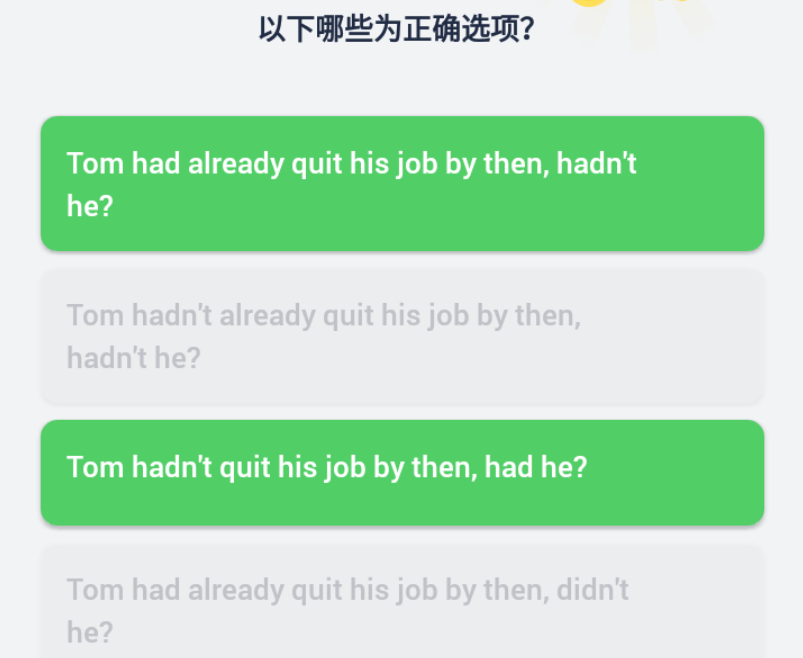 以下哪些为正确选项?
Tom had already quit his job by then, hadn't
he?
Tom hadn't already quit his job by then,
hadn't he?
Tom hadn't quit his job by then, had he?
Tom had already quit his job by then, didn't
he?